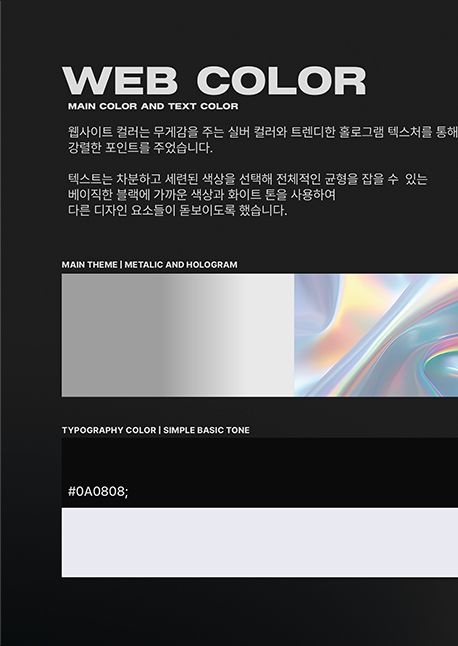 WEB COLOR
MAIN COLOR AND TEXT COLOR
웹사이트 컬러는 무게감을 주는 실버 컬러와 트렌디한 홀로그램 텍스처를 통해
강렬한 포인트를 주었습니다.
텍스트는 차분하고 세련된 색상을 선택해 전체적인 균형을 잡을 수 있는
베이직한 블랙에 가까운 색상과 화이트 톤을 사용하여
다른 디자인 요소들이 돋보이도록 했습니다.
MAIN THEME | METALIC AND HOLOGRAM
TYPOGRAPHY COLOR | SIMPLE BASIC TONE
#0A0808;